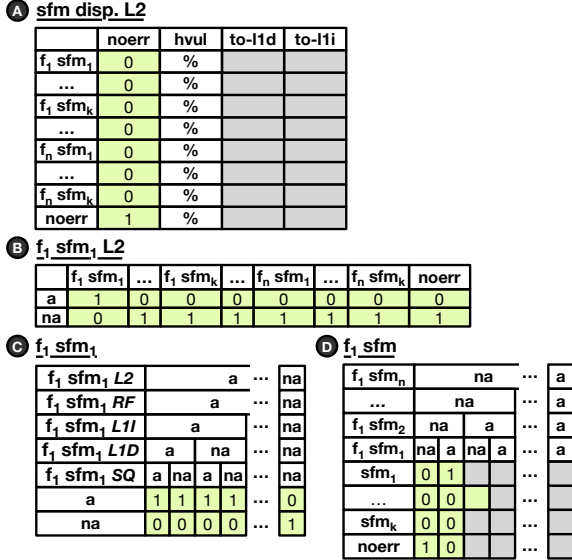 A sfm disp. L2
noerr hvul to-l1d to-l1i
f1 sfm1 0 %
... 0 %
f1 sfmk 0 %
... 0 %
fn sfm1 0 %
... 0 %
fn sfmk 0 %
noerr 1 %
B f1 sfm1 L2
f1 sfm1 ... f1 sfmk ... fn sfm1 ... fn sfmk noerr
a 1 0 0 0 0 0 0 0
na 0 1 1 1 1 1 1 1
C f1 sfm1
f1 sfm1 L2 a ... na
f1 sfm1 RF a ... na
f1 sfm1 L1I a ... na
f1 sfm1 L1D a na ... na
f1 sfm1 SQ a na a na ... na
a 1 1 1 1 ... 0
na 0 0 0 0 ... 1
D f1 sfm
f1 sfmn na ... a
... na ... a
f1 sfm2 na a ... a
f1 sfm1 na a na a ... a
sfm1 0 1 ...
... 0 0 ...
sfmk 0 0 ...
noerr 1 0 ...